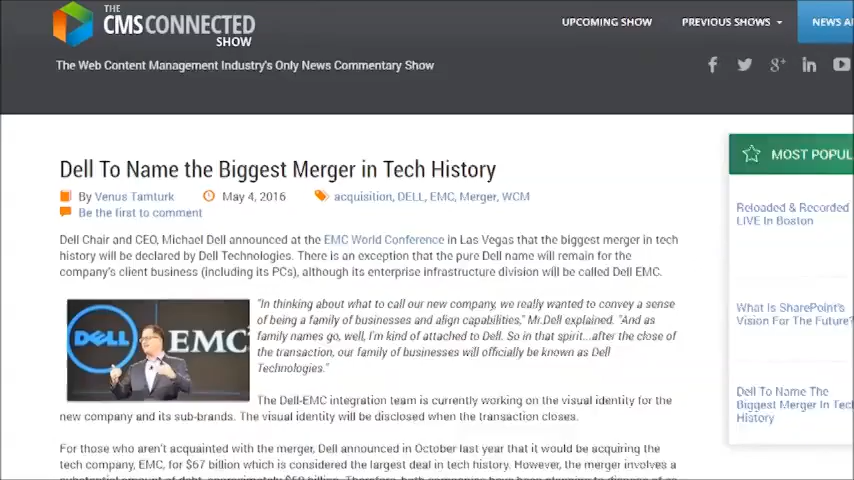 THE
CMSCONNECTED
SHOW
UPCOMING SHOW
PREVIOUS SHOWS
NEWS A
The Web Content Management Industry's Only News Commentary Show
Dell To Name the Biggest Merger in Tech History
MOST POPUL
By Venus Tamturk
May 4, 2016
acquisition, DELL, EMC, Merger, WCM
Be the first to comment
Reloaded & Recorded
LIVE In Boston
Dell Chair and CEO, Michael Dell announced at the EMC World Conference in Las Vegas that the biggest merger in tech
history will be declared by Dell Technologies. There is an exception that the pure Dell name will remain for the
company's client business (including its PCs), although its enterprise infrastructure division will be called Dell EMC.
DELL
EMC²
"In thinking about what to call our new company, we really wanted to convey a sense
of being a family of businesses and align capabilities," Mr.Dell explained. "And as
family names go, well, I'm kind of attached to Dell. So in that spirit...after the close of
the transaction, our family of businesses will officially be known as Dell
Technologies."
What Is SharePoint's
Vision For The Future?
The Dell-EMC integration team is currently working on the visual identity for the
new company and its sub-brands. The visual identity will be disclosed when the transaction closes.
Dell To Name The
Biggest Merger In Tech
History
For those who aren't acquainted with the merger, Dell announced in October last year that it would be acquiring the
tech company, EMC, for $67 billion which is considered the largest deal in tech history. However, the merger involves a